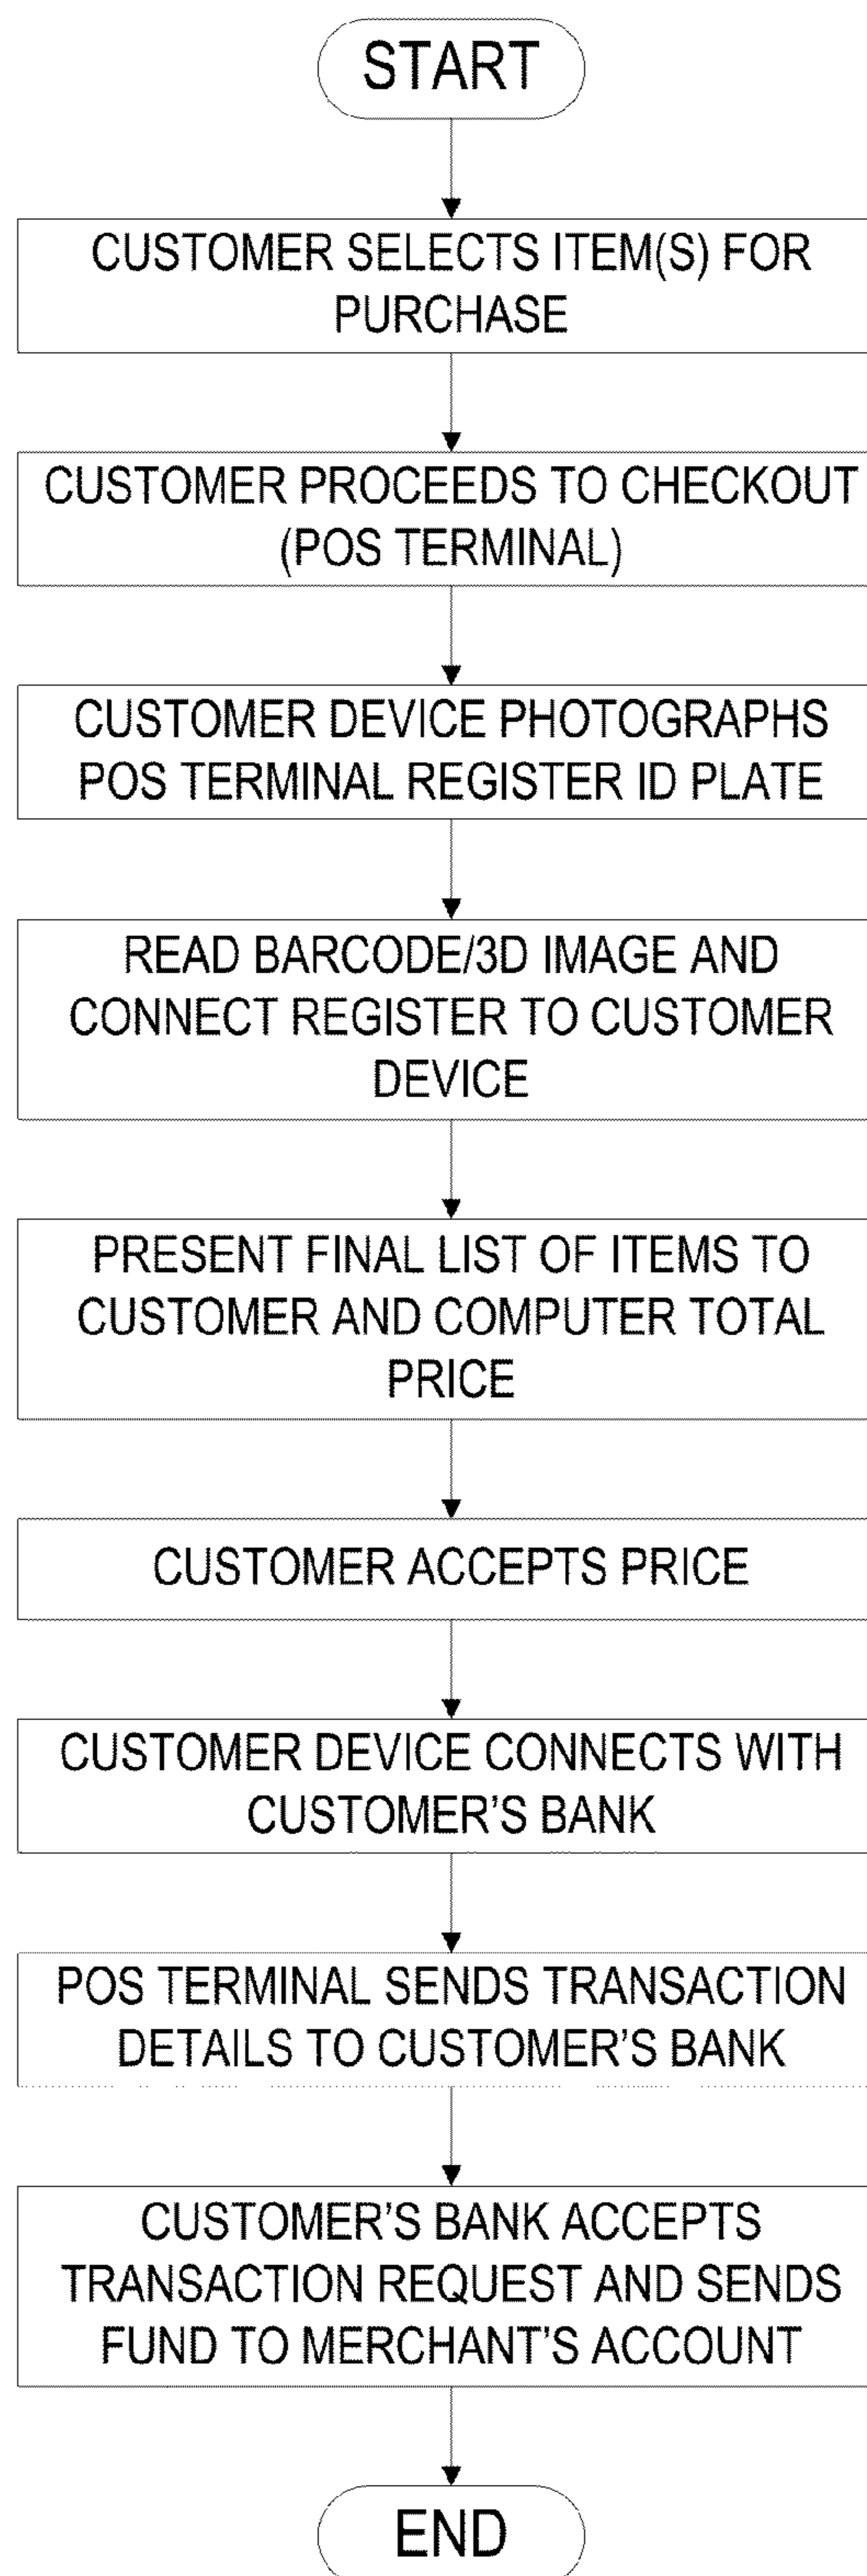 START
CUSTOMER SELECTS ITEM(S) FOR
PURCHASE
CUSTOMER PROCEEDS TO CHECKOUT
(POS TERMINAL)
CUSTOMER DEVICE PHOTOGRAPHS
POS TERMINAL REGISTER ID PLATE
READ BARCODE/3D IMAGE AND
CONNECT REGISTER TO CUSTOMER
DEVICE
PRESENT FINAL LIST OF ITEMS TO
CUSTOMER AND COMPUTER TOTAL
PRICE
CUSTOMER ACCEPTS PRICE
CUSTOMER DEVICE CONNECTS WITH
CUSTOMER’S BANK
POS TERMINAL SENDS TRANSACTION
DETAILS TO CUSTOMER’S BANK
CUSTOMER’S BANK ACCEPTS
TRANSACTION REQUEST AND SENDS
FUND TO MERCHANT’S ACCOUNT
END